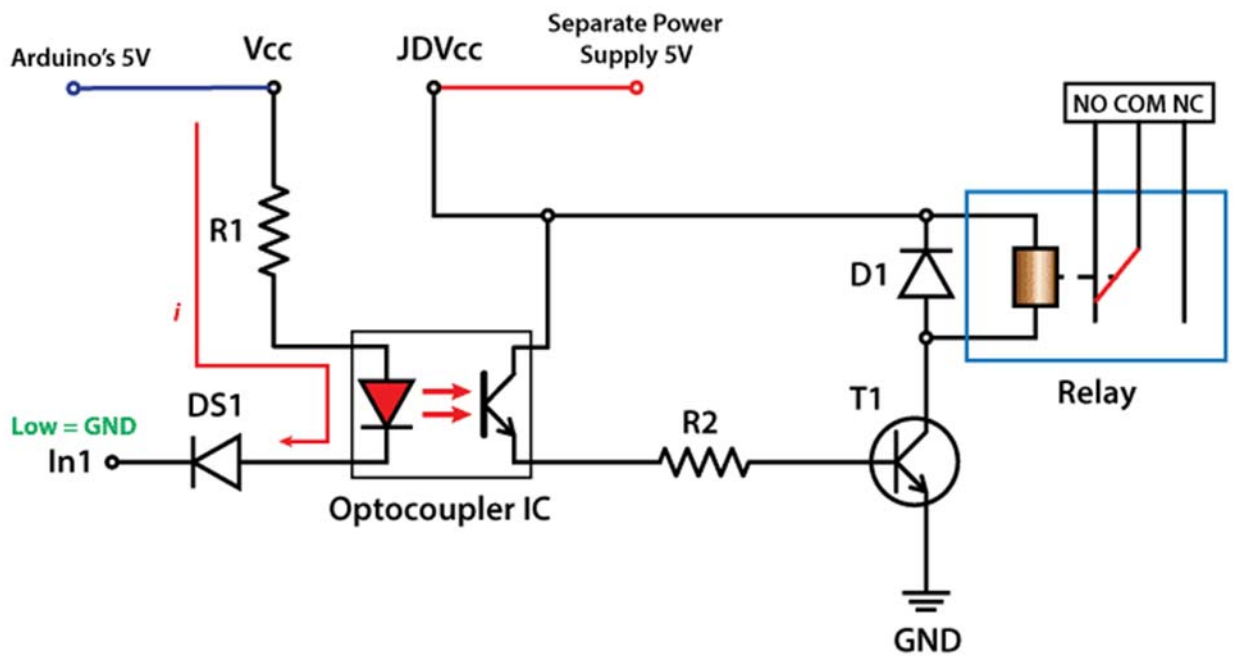 Arduino's 5V
Vcc
JDVcc
Separate Power
Supply 5V
NO COM NC
R1
D1
i
Relay
DS1
T1
Low = GND
R2
In1
Optocoupler IC
GND